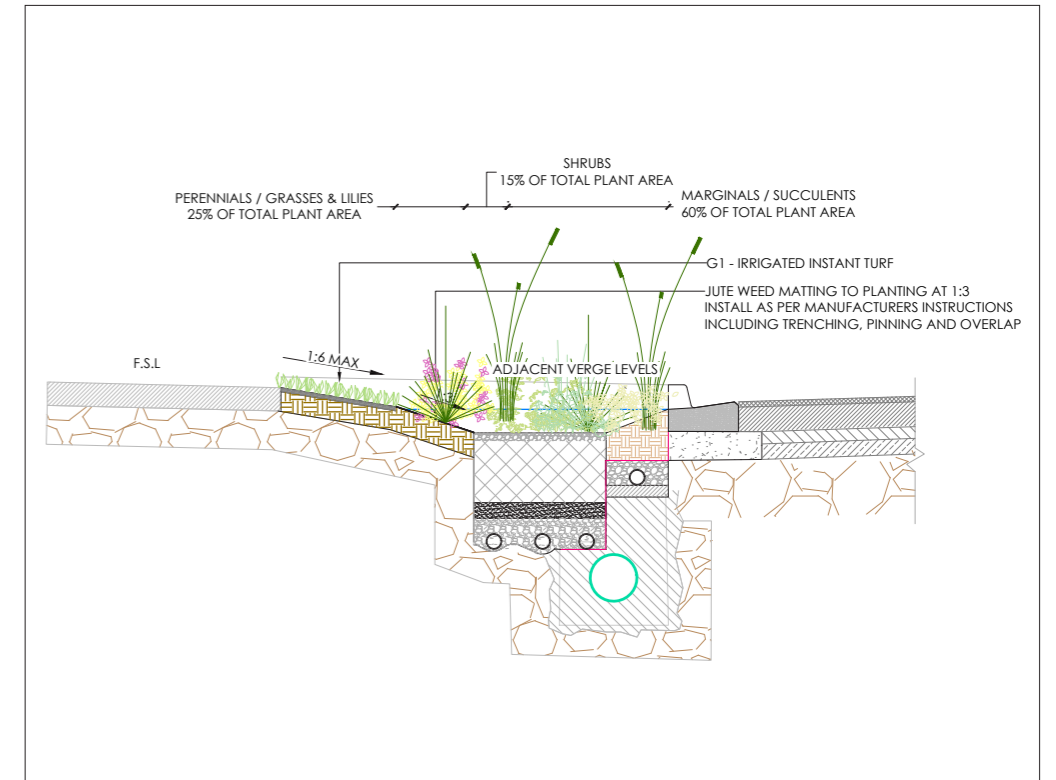 SHRUBS
15% OF TOTAL PLANT AREA
PERENNIALS / GRASSES & LILIES
25% OF TOTAL PLANT AREA
MARGINALS / SUCCULENTS
60% OF TOTAL PLANT AREA
G1 - IRRIGATED INSTANT TURF
JUTE WEED MATTING TO PLANTING AT 1:3
INSTALL AS PER MANUFACTURERS INSTRUCTIONS
INCLUDING TRENCHING, PINNING AND OVERLAP
F.S.L
1:6 MAX
ADJACENT VERGE LEVELS